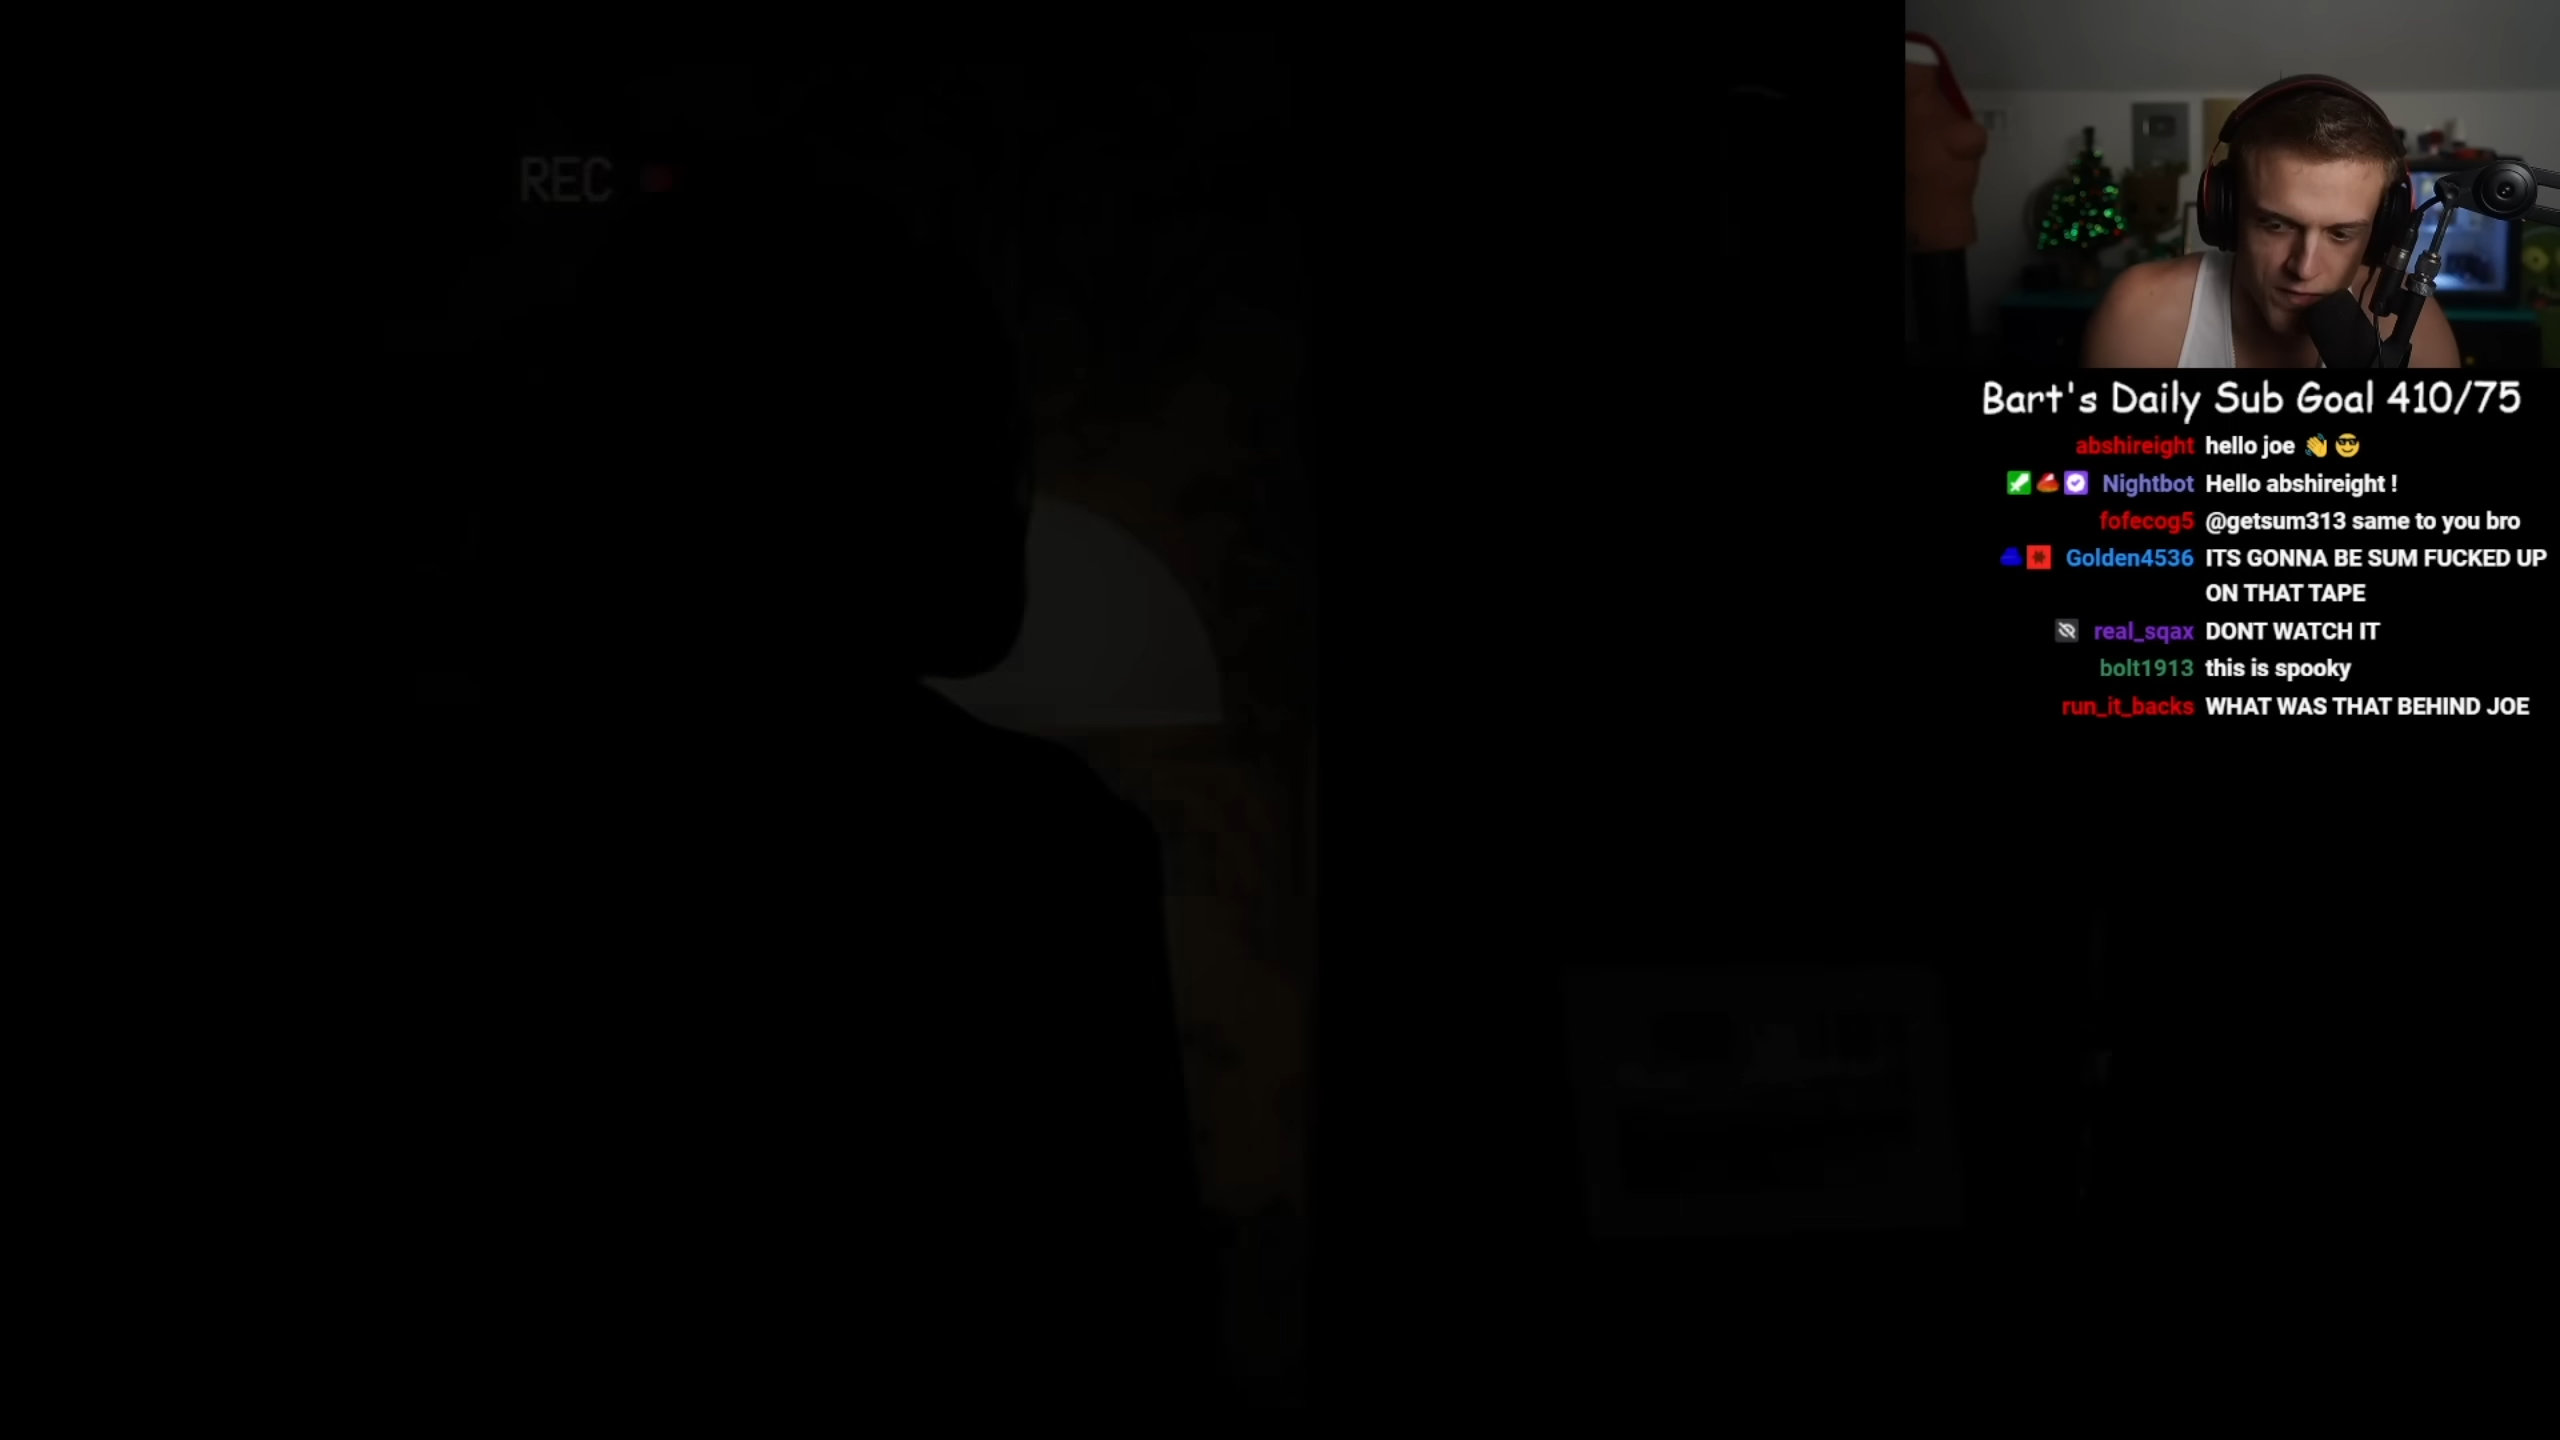 REC
Bart's Daily Sub Goal 410/75
abshireight hello joe 👋 😎
Nightbot Hello abshireight !
fofecog5 @getsum313 same to you bro
Golden4536 ITS GONNA BE SUM FUCKED UP
ON THAT TAPE
real_sqax DONT WATCH IT
bolt1913 this is spooky
run_it_backs WHAT WAS THAT BEHIND JOE